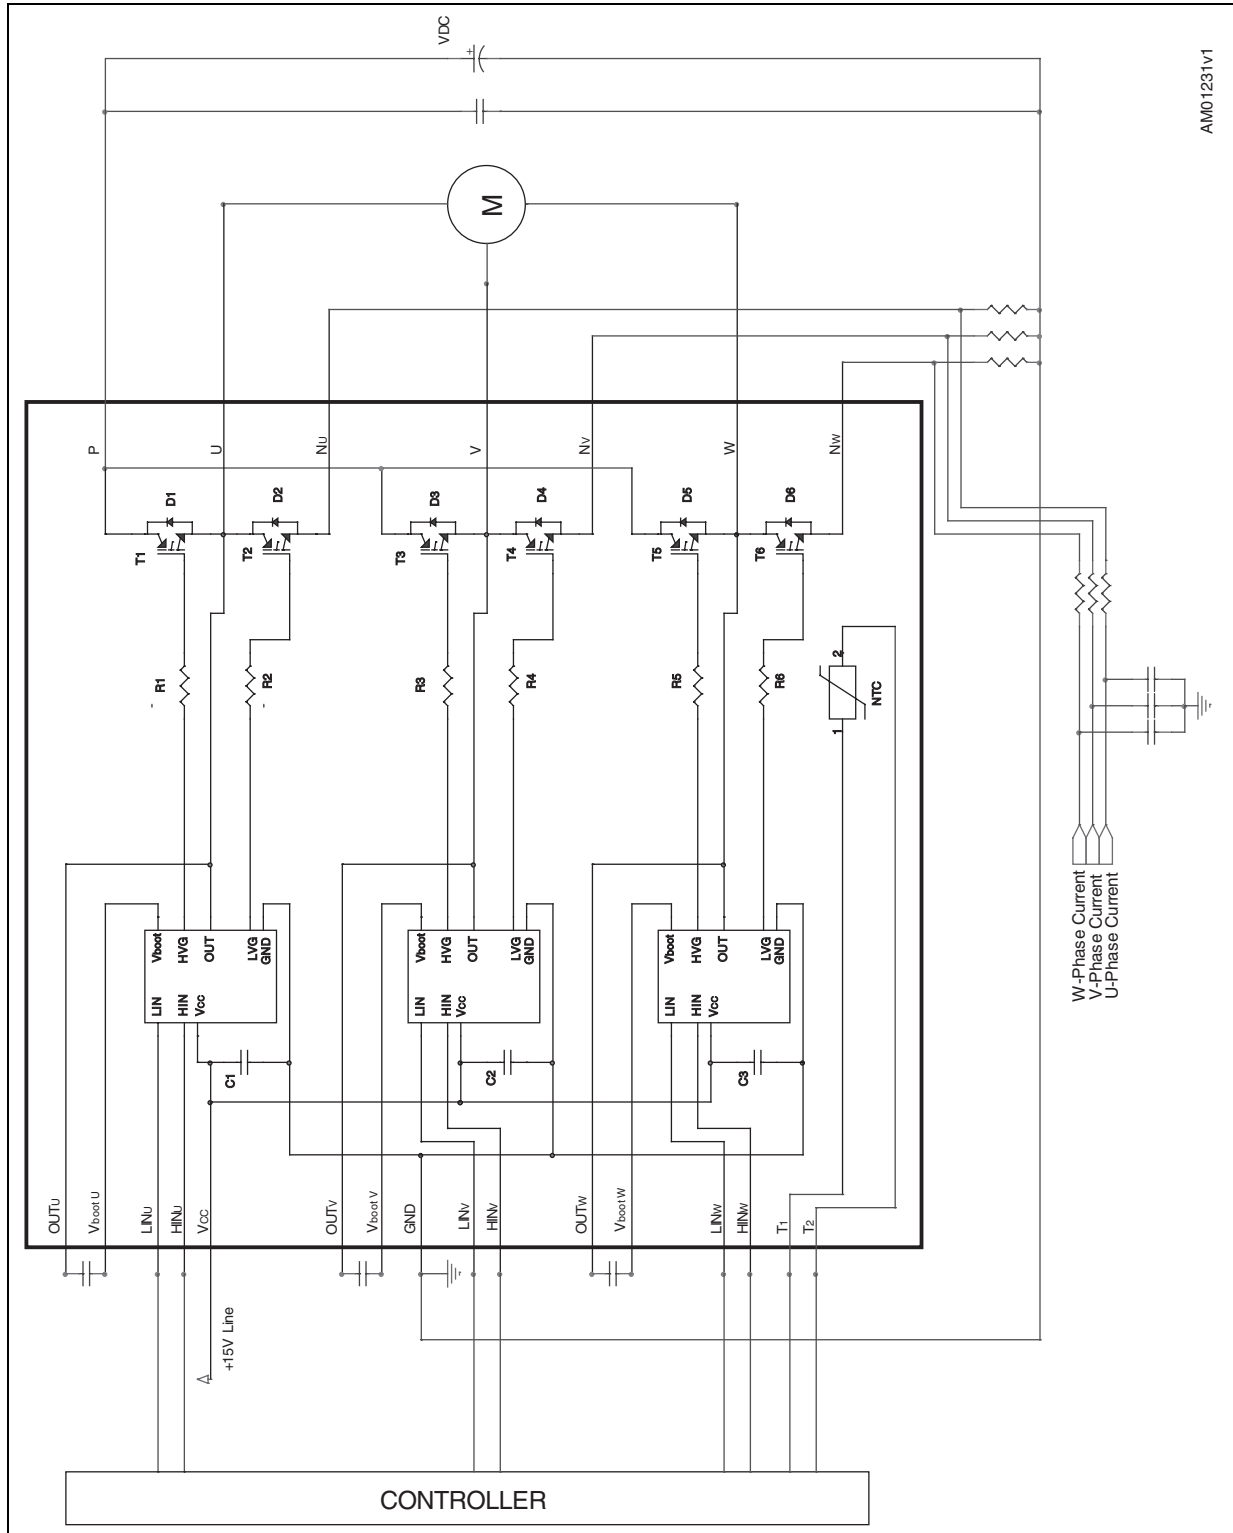 VDC
AM01231v1
M
P
U
NU
V
NV
W
NW
D1
D2
D3
D4
D5
D6
T1
T2
T3
T4
T5
T6
R1
R2
R3
R4
R5
R6
2
NTC
1
Vboot
HVG
OUT
LVG
GND
LIN
HIN
Vcc
Vboot
HVG
OUT
LVG
GND
LIN
HIN
Vcc
Vboot
HVG
OUT
LVG
GND
LIN
HIN
Vcc
C1
C2
C3
W-Phase Current
V-Phase Current
U-Phase Current
OUTU
Vboot U
LINU
HINU
VCC
OUTV
Vboot V
GND
LINV
HINV
OUTW
Vboot W
LINW
HINW
T1
T2
+
+15V Line
CONTROLLER